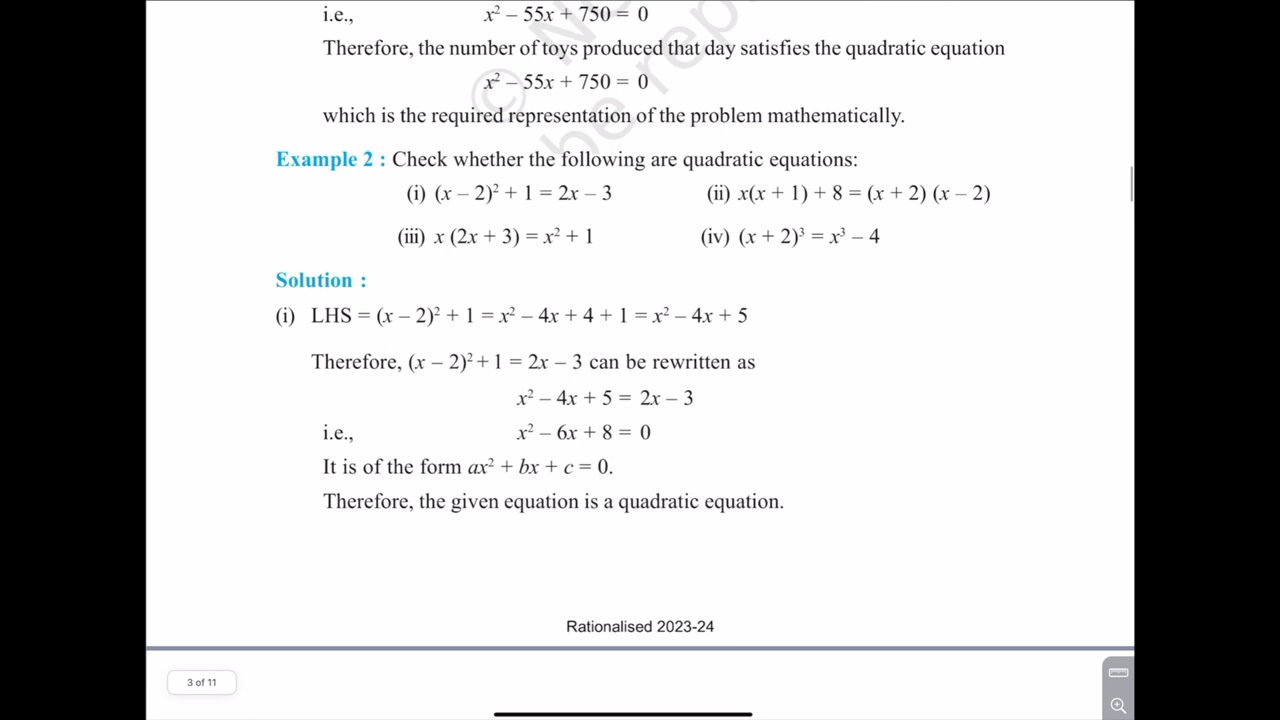 i.e., x² – 55x + 750 = 0
Therefore, the number of toys produced that day satisfies the quadratic equation
x² – 55x + 750 = 0
which is the required representation of the problem mathematically.
Example 2 : Check whether the following are quadratic equations:
(i) (x – 2)² + 1 = 2x – 3 (ii) x(x + 1) + 8 = (x + 2) (x – 2)
(iii) x (2x + 3) = x² + 1 (iv) (x + 2)³ = x³ – 4
Solution :
(i) LHS = (x – 2)² + 1 = x² – 4x + 4 + 1 = x² – 4x + 5
Therefore, (x – 2)² + 1 = 2x – 3 can be rewritten as
x² – 4x + 5 = 2x – 3
i.e., x² – 6x + 8 = 0
It is of the form ax² + bx + c = 0.
Therefore, the given equation is a quadratic equation.
Rationalised 2023-24
3 of 11
© N
be rep